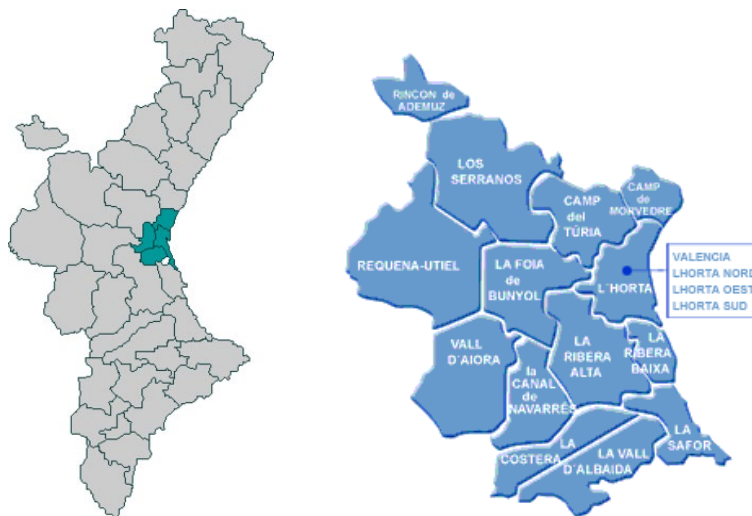 RINCON de
ADEMUZ
LOS
SERRANOS
CAMP
del
TÚRIA
CAMP
de
MORVEDRE
REQUENA-UTIEL
LA FOIA
de
BUNYOL
L´HORTA
VALENCIA
LHORTA NORD
LHORTA OEST
LHORTA SUD
VALL
D´AIORA
la
CANAL
de
NAVARRÉS
LA
RIBERA
ALTA
LA
RIBERA
BAIXA
LA
COSTERA
LA VALL
D´ALBAIDA
LA
SAFOR